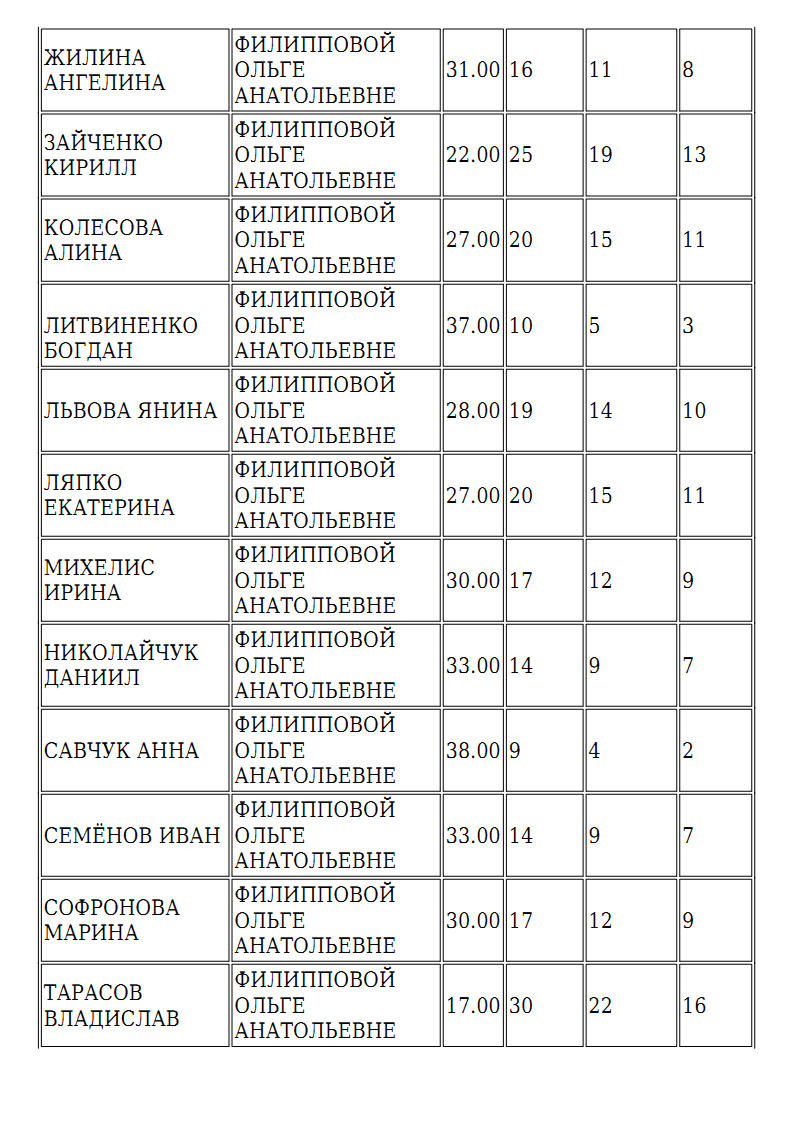 ЖИЛИНА
АНГЕЛИНА
ФИЛИППОВОЙ
ОЛЬГЕ
АНАТОЛЬЕВНЕ
31.00 16 11 8
ЗАЙЧЕНКО
КИРИЛЛ
ФИЛИППОВОЙ
ОЛЬГЕ
АНАТОЛЬЕВНЕ
22.00 25 19 13
КОЛЕСОВА
АЛИНА
ФИЛИППОВОЙ
ОЛЬГЕ
АНАТОЛЬЕВНЕ
27.00 20 15 11
ЛИТВИНЕНКО
БОГДАН
ФИЛИППОВОЙ
ОЛЬГЕ
АНАТОЛЬЕВНЕ
37.00 10 5 3
ЛЬВОВА ЯНИНА
ФИЛИППОВОЙ
ОЛЬГЕ
АНАТОЛЬЕВНЕ
28.00 19 14 10
ЛЯПКО
ЕКАТЕРИНА
ФИЛИППОВОЙ
ОЛЬГЕ
АНАТОЛЬЕВНЕ
27.00 20 15 11
МИХЕЛИС
ИРИНА
ФИЛИППОВОЙ
ОЛЬГЕ
АНАТОЛЬЕВНЕ
30.00 17 12 9
НИКОЛАЙЧУК
ДАНИИЛ
ФИЛИППОВОЙ
ОЛЬГЕ
АНАТОЛЬЕВНЕ
33.00 14 9 7
САВЧУК АННА
ФИЛИППОВОЙ
ОЛЬГЕ
АНАТОЛЬЕВНЕ
38.00 9 4 2
СЕМЁНОВ ИВАН
ФИЛИППОВОЙ
ОЛЬГЕ
АНАТОЛЬЕВНЕ
33.00 14 9 7
СОФРОНОВА
МАРИНА
ФИЛИППОВОЙ
ОЛЬГЕ
АНАТОЛЬЕВНЕ
30.00 17 12 9
ТАРАСОВ
ВЛАДИСЛАВ
ФИЛИППОВОЙ
ОЛЬГЕ
АНАТОЛЬЕВНЕ
17.00 30 22 16